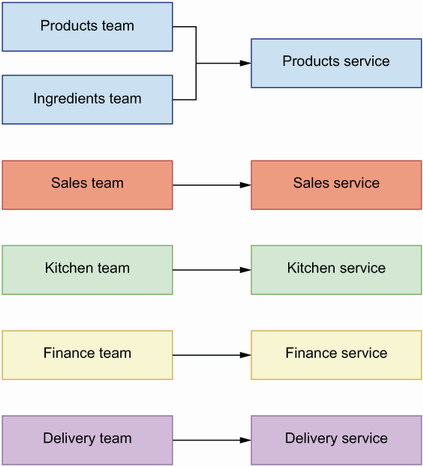 Products team
Products service
Ingredients team
Sales team
Sales service
Kitchen team
Kitchen service
Finance team
Finance service
Delivery team
Delivery service